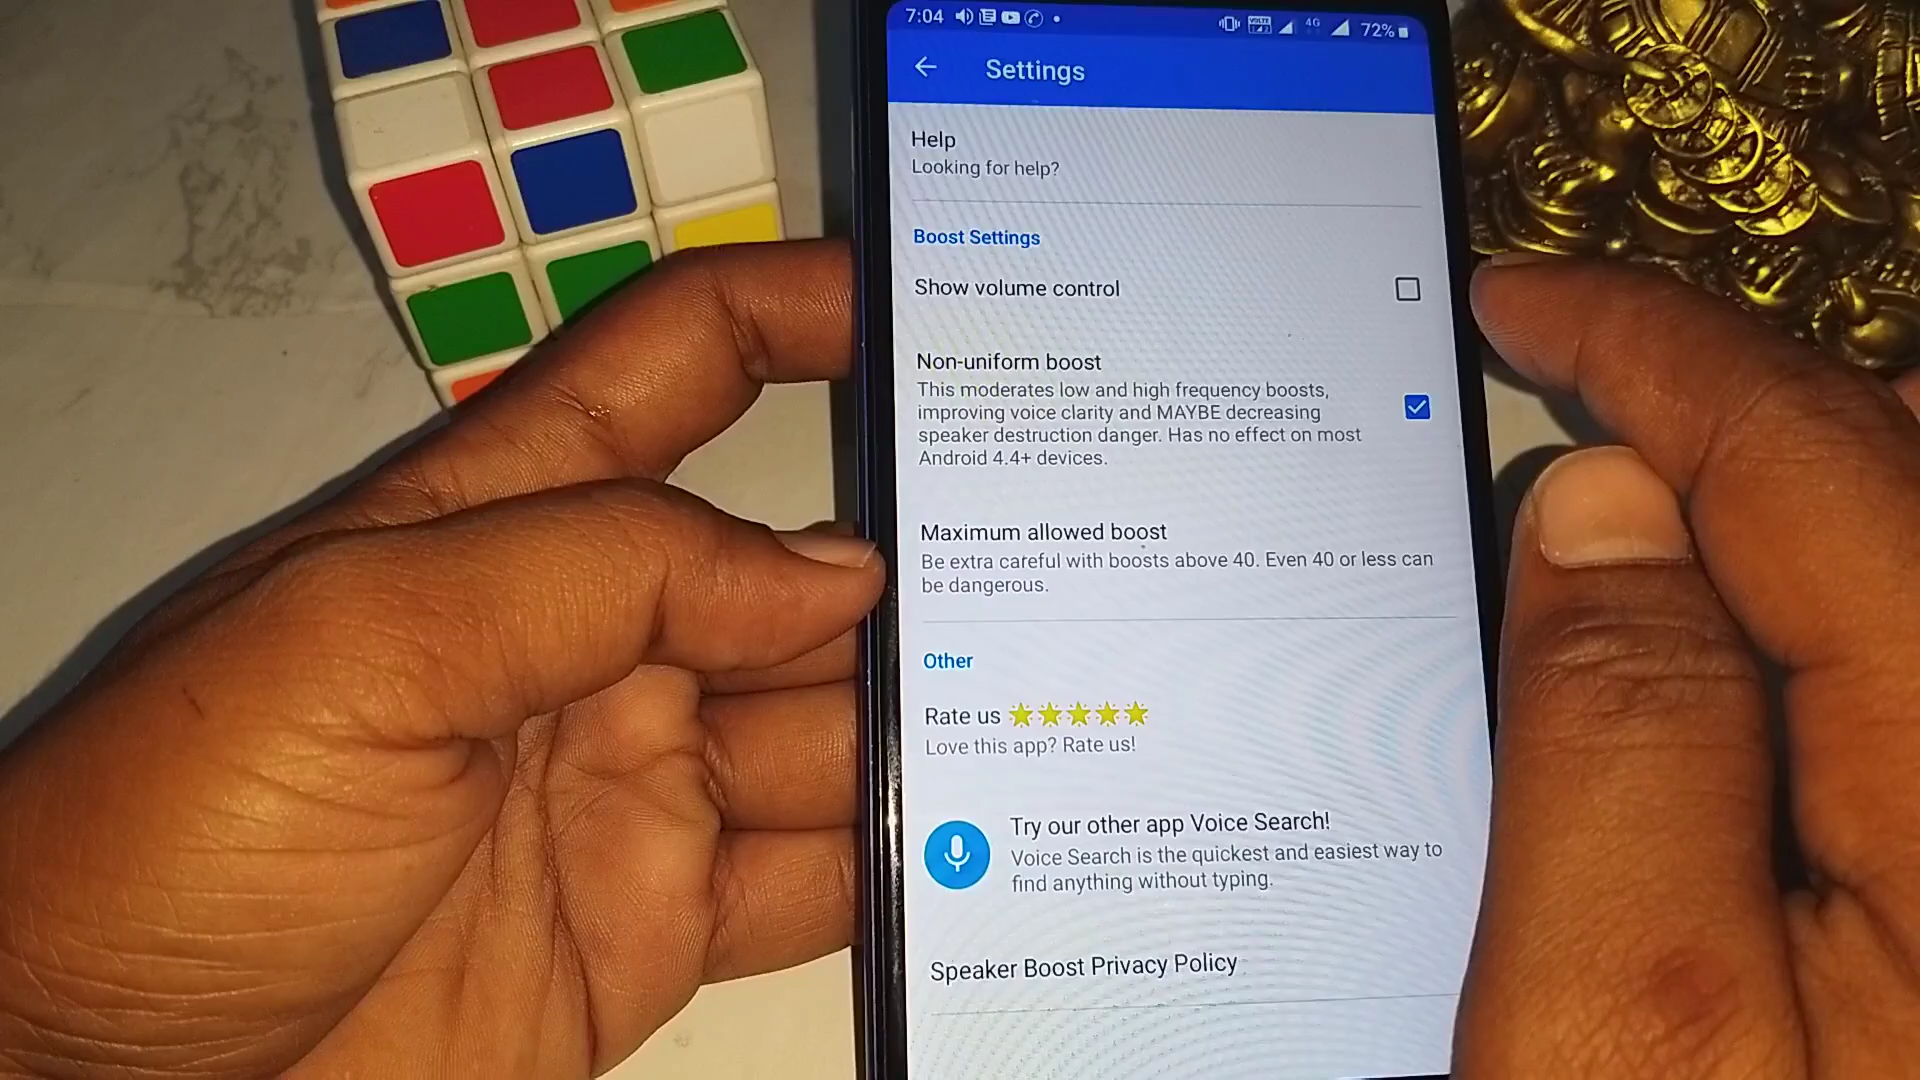 7:04 4G 72%
Settings
Help
Looking for help?
Boost Settings
Show volume control
Non-uniform boost
This moderates low and high frequency boosts,
improving voice clarity and MAYBE decreasing
speaker destruction danger. Has no effect on most
Android 4.4+ devices.
Maximum allowed boost
Be extra careful with boosts above 40. Even 40 or less can
be dangerous.
Other
Rate us
Love this app? Rate us!
Try our other app Voice Search!
Voice Search is the quickest and easiest way to
find anything without typing.
Speaker Boost Privacy Policy